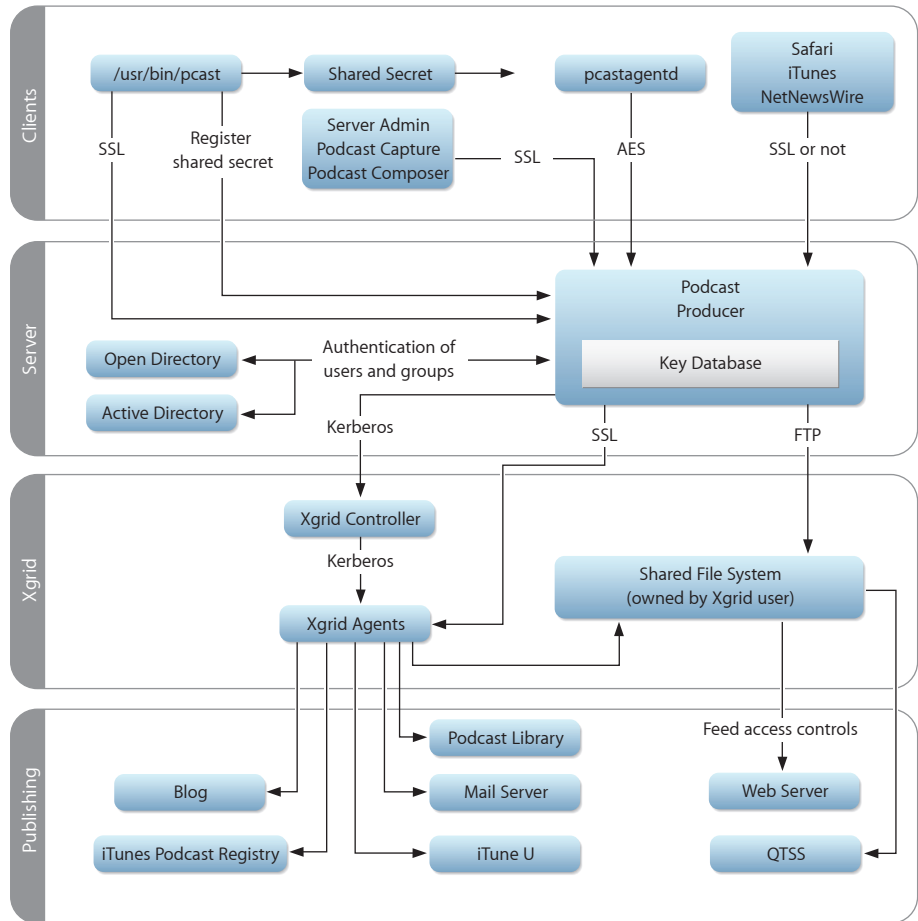 Clients
/usr/bin/pcast
Shared Secret
pcastagentd
Safari
iTunes
NetNewsWire
SSL
Register
shared secret
Server Admin
Podcast Capture
Podcast Composer
SSL
AES
SSL or not
Server
Podcast
Producer
Key Database
Open Directory
Authentication of
users and groups
Active Directory
Kerberos
SSL
FTP
Xgrid
Xgrid Controller
Kerberos
Shared File System
(owned by Xgrid user)
Xgrid Agents
Publishing
Feed access controls
Podcast Library
Blog
Mail Server
Web Server
iTunes Podcast Registry
iTune U
QTSS